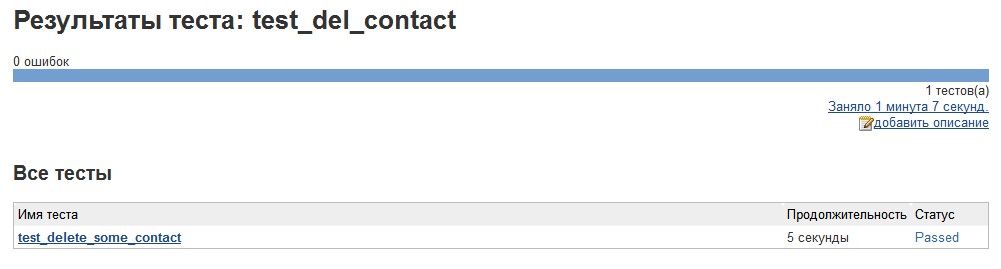 Результаты теста: test_del_contact
0 ошибок
1 тестов(а)
Заняло 1 минута 7 секунд.
добавить описание
Все тесты
Имя теста Продолжительность Статус
test_delete_some_contact 5 секунды Passed